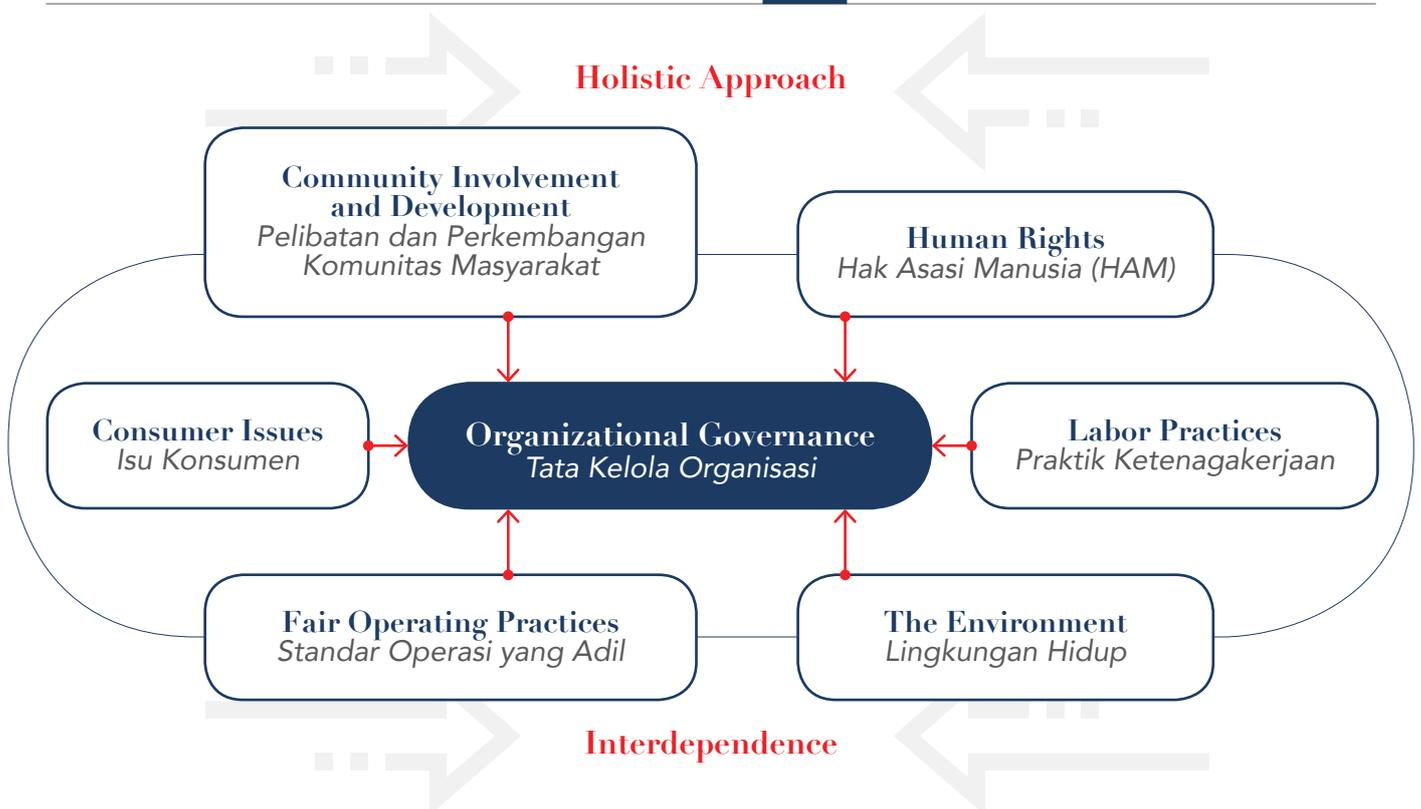 Holistic Approach
Community Involvement
and Development
Pelibatan dan Perkembangan
Komunitas Masyarakat
Human Rights
Hak Asasi Manusia (HAM)
Consumer Issues
Isu Konsumen
Organizational Governance
Tata Kelola Organisasi
Labor Practices
Praktik Ketenagakerjaan
Fair Operating Practices
Standar Operasi yang Adil
The Environment
Lingkungan Hidup
Interdependence